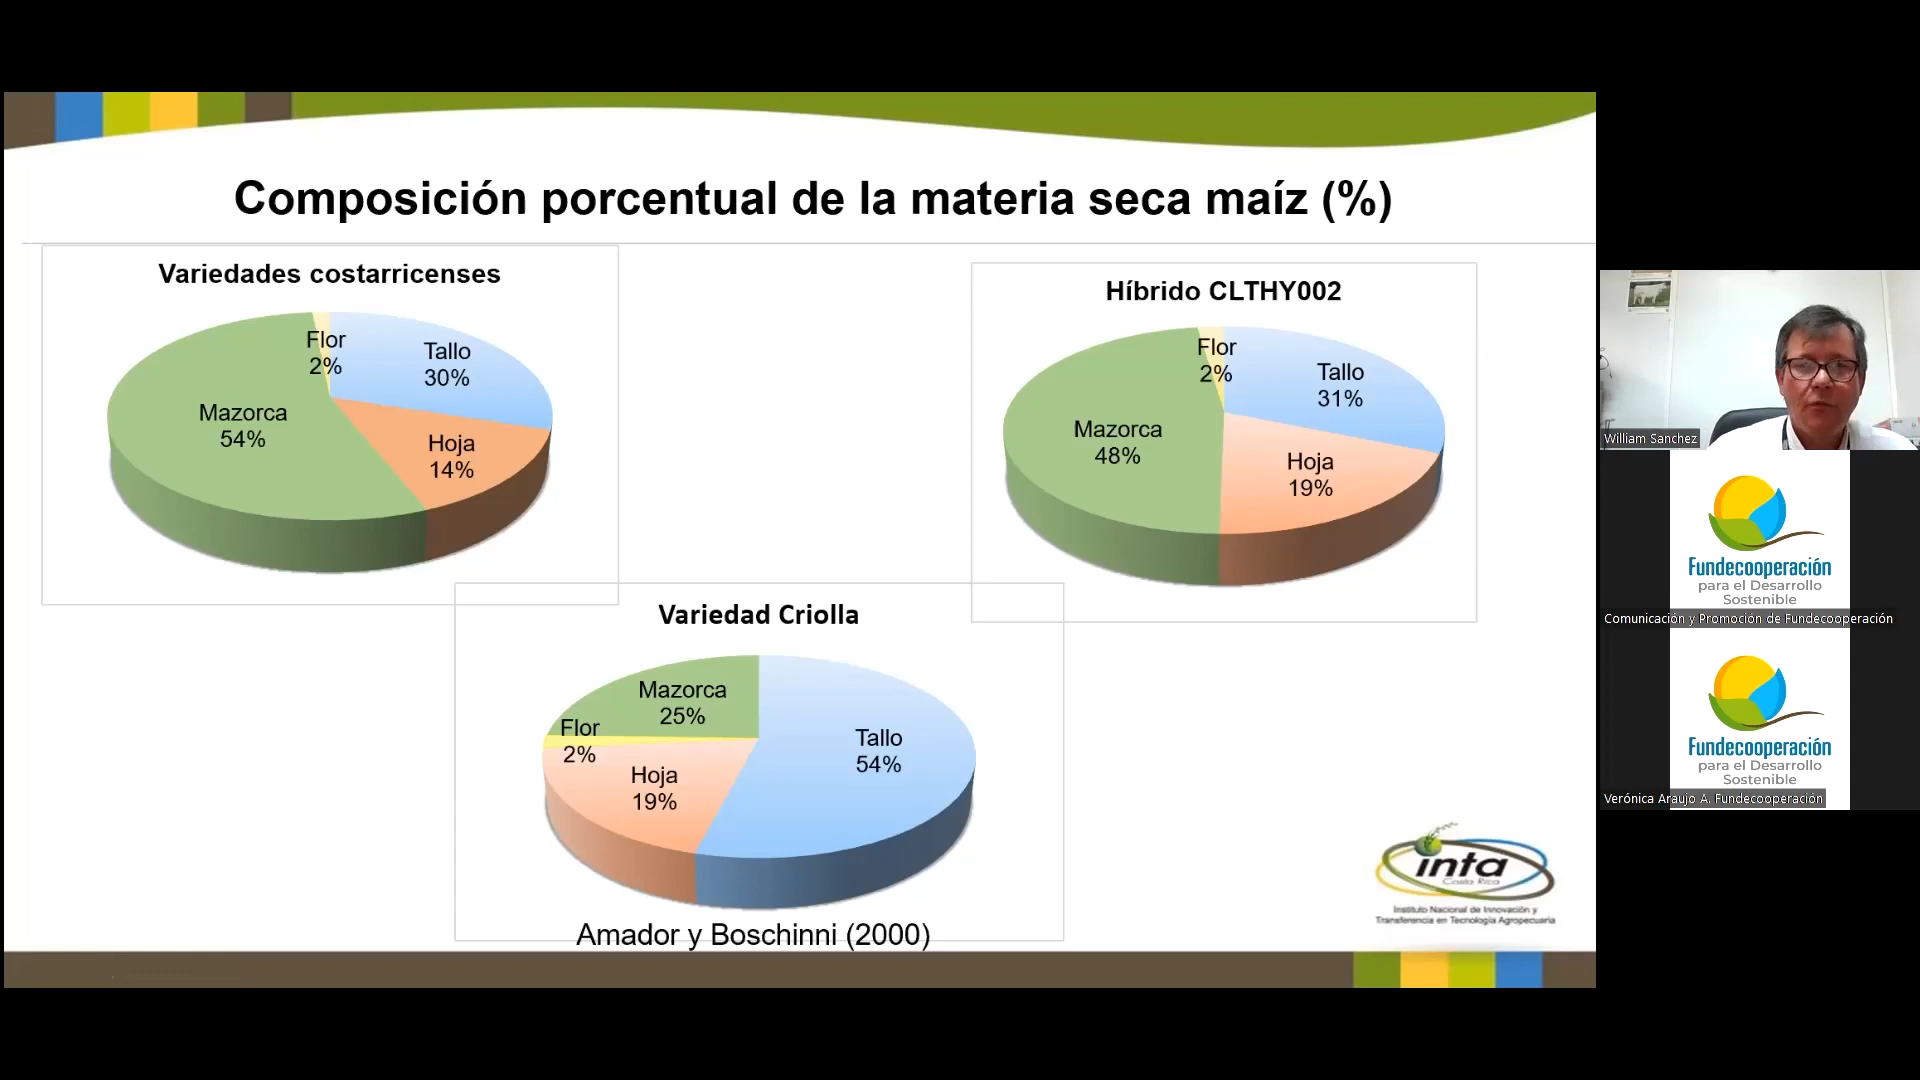 Composición porcentual de la materia seca maíz (%)
Variedades costarricenses
Flor
2%
Tallo
30%
Mazorca
54%
Hoja
14%
Híbrido CLTHY002
Flor
2%
Tallo
31%
Mazorca
48%
Hoja
19%
Variedad Criolla
Mazorca
25%
Flor
2%
Tallo
54%
Hoja
19%
Amador y Boschinni (2000)
inta
Costa Rica
Instituto Nacional de Innovación y
Transferencia en Tecnología Agropecuaria
William Sanchez
Fundecooperación
para el Desarrollo
Sostenible
Comunicación y Promoción de Fundecooperación
Fundecooperación
para el Desarrollo
Sostenible
Verónica Araujo A. Fundecooperación